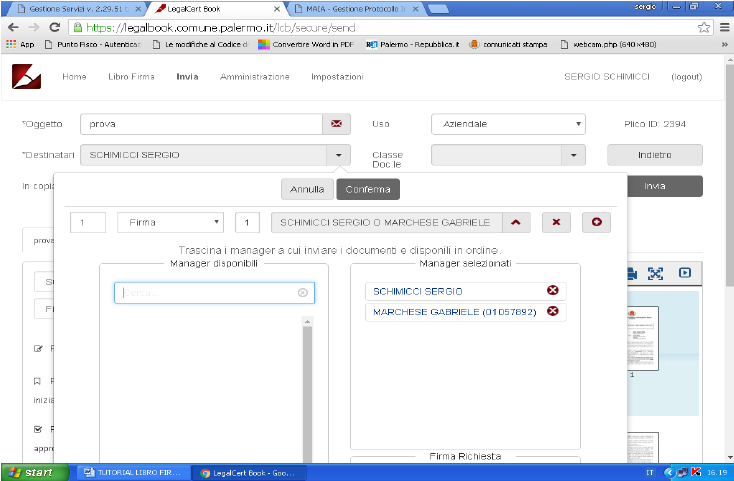 Gestione Servizi v. 2.29.51 b
LegalCert Book
MAIA - Gestione Protocollo In
sergio
https://legalbook.comune.palermo.it/lcb/secure/send
App
Punto Fisco - Autenticaz
Le modifiche al Codice di
Convertire Word in PDF
Palermo - Repubblica.it
comunicati stampa
webcam.php (640×480)
Home
Libro Firma
Invia
Amministrazione
Impostazioni
SERGIO SCHIMICCI
(logout)
*Oggetto
prova
Uso
Aziendale
Plico ID: 2394
*Destinatari
SCHIMICCI SERGIO
Classe
Doc.le
Indietro
In copia
Annulla
Conferma
Invia
1
Firma
1
SCHIMICCI SERGIO O MARCHESE GABRIELE
prova
Trascina i manager a cui inviare i documenti e disponili in ordine.
Manager disponibili
Manager selezionati
Cerca...
SCHIMICCI SERGIO
MARCHESE GABRIELE (01057892)
1
inizia
appro
Firma Richiesta
start
TUTORIAL LIBRO FIR...
LegalCert Book - Goo...
IT
16.19